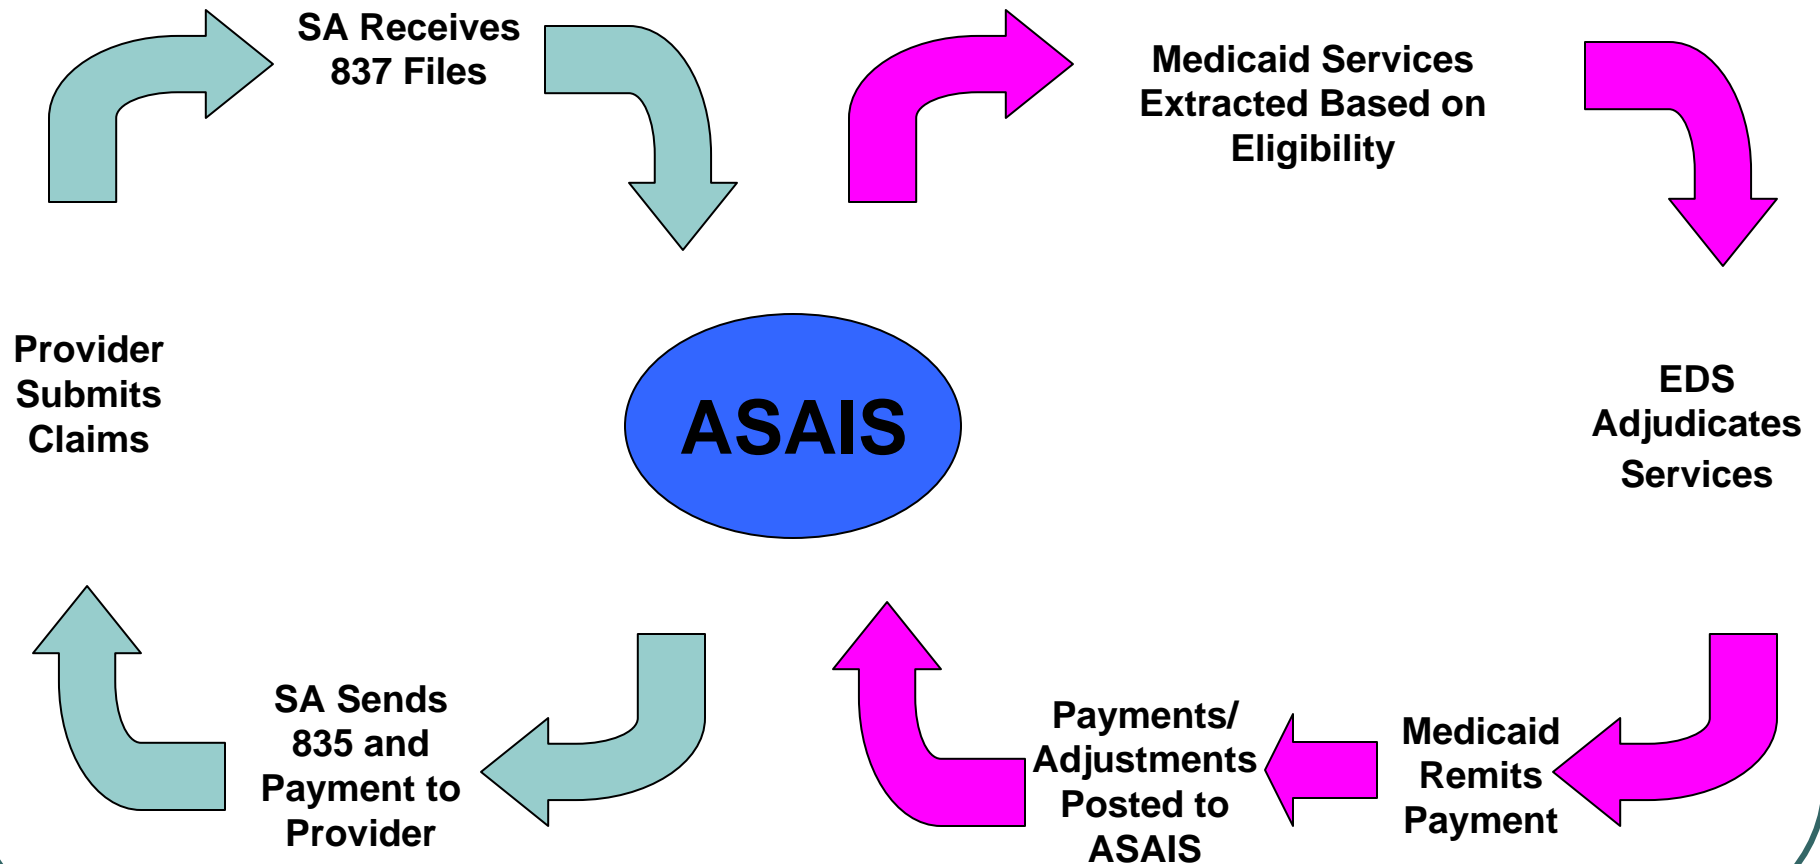 SA Receives
837 Files
Medicaid Services
Extracted Based on
Eligibility
Provider
Submits
Claims
ASAIS
EDS
Adjudicates
Services
SA Sends
835 and
Payment to
Provider
Payments/
Adjustments
Posted to
ASAIS
Medicaid
Remits
Payment